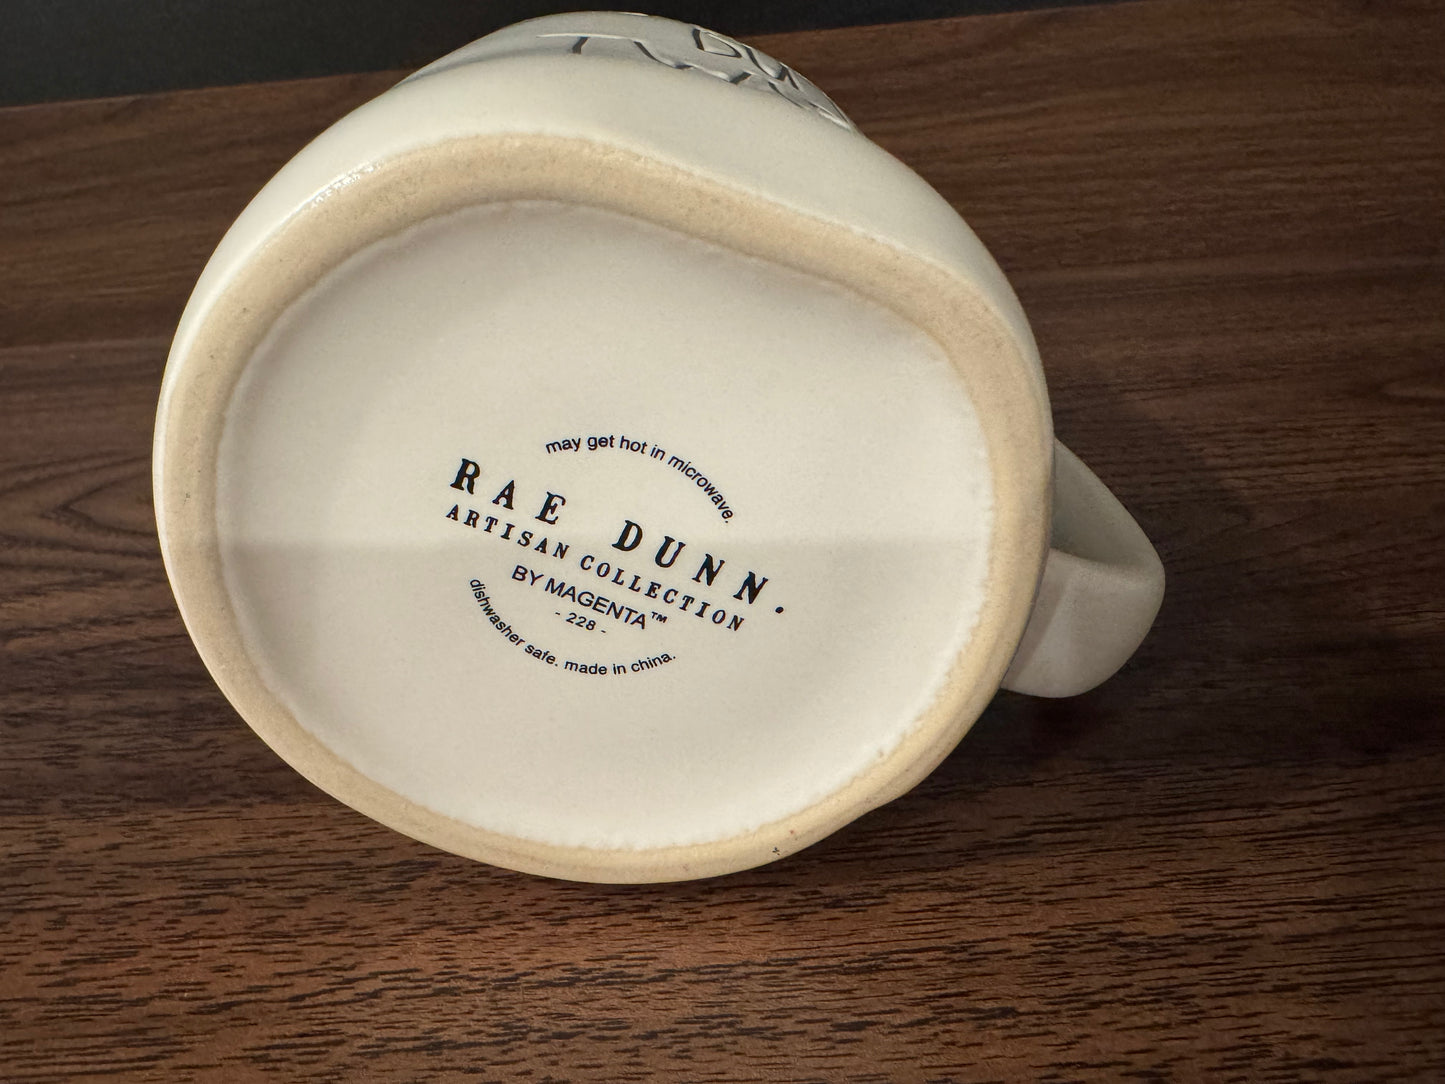 may get hot in microwave.
RAE DUNN.
ARTISAN COLLECTION
BY MAGENTA™
- 228 -
dishwasher safe. made in china.